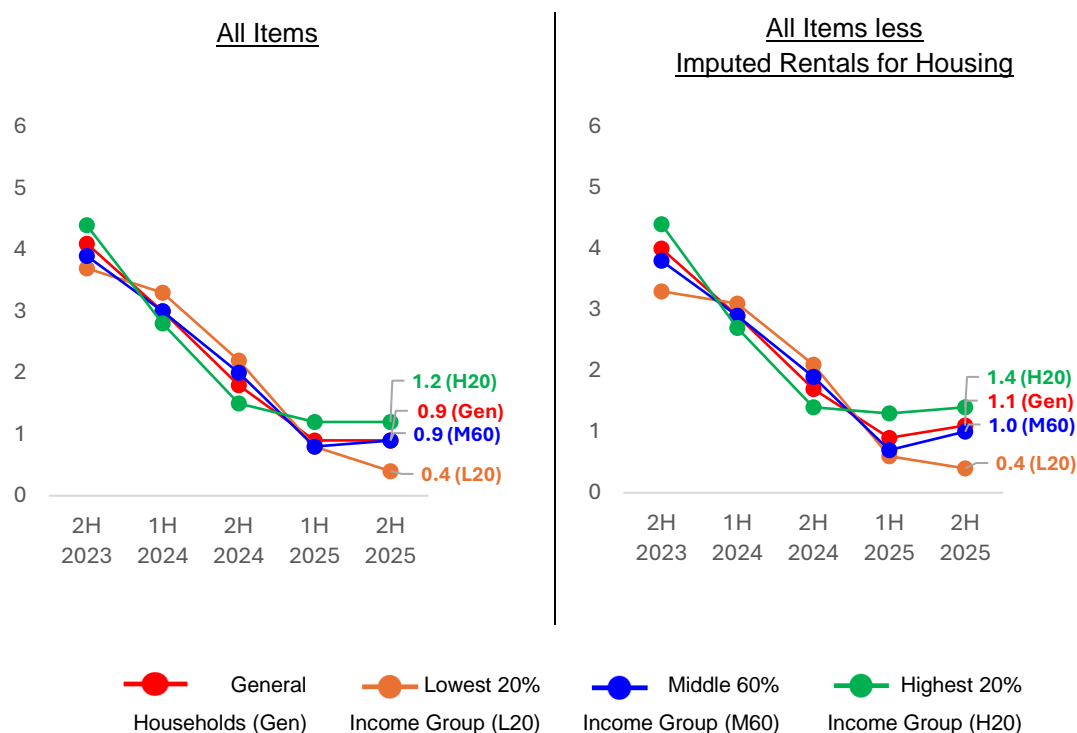 All Items
6
5
4
3
2
1
0
1.2 (H20)
0.9 (Gen)
0.9 (M60)
0.4 (L20)
2H 1H 2H 1H 2H
2023 2024 2024 2025 2025
All Items less
Imputed Rentals for Housing
6
5
4
3
2
1
0
1.4 (H20)
1.1 (Gen)
1.0 (M60)
0.4 (L20)
2H 1H 2H 1H 2H
2023 2024 2024 2025 2025
General Lowest 20% Middle 60% Highest 20%
Households (Gen) Income Group (L20) Income Group (M60) Income Group (H20)